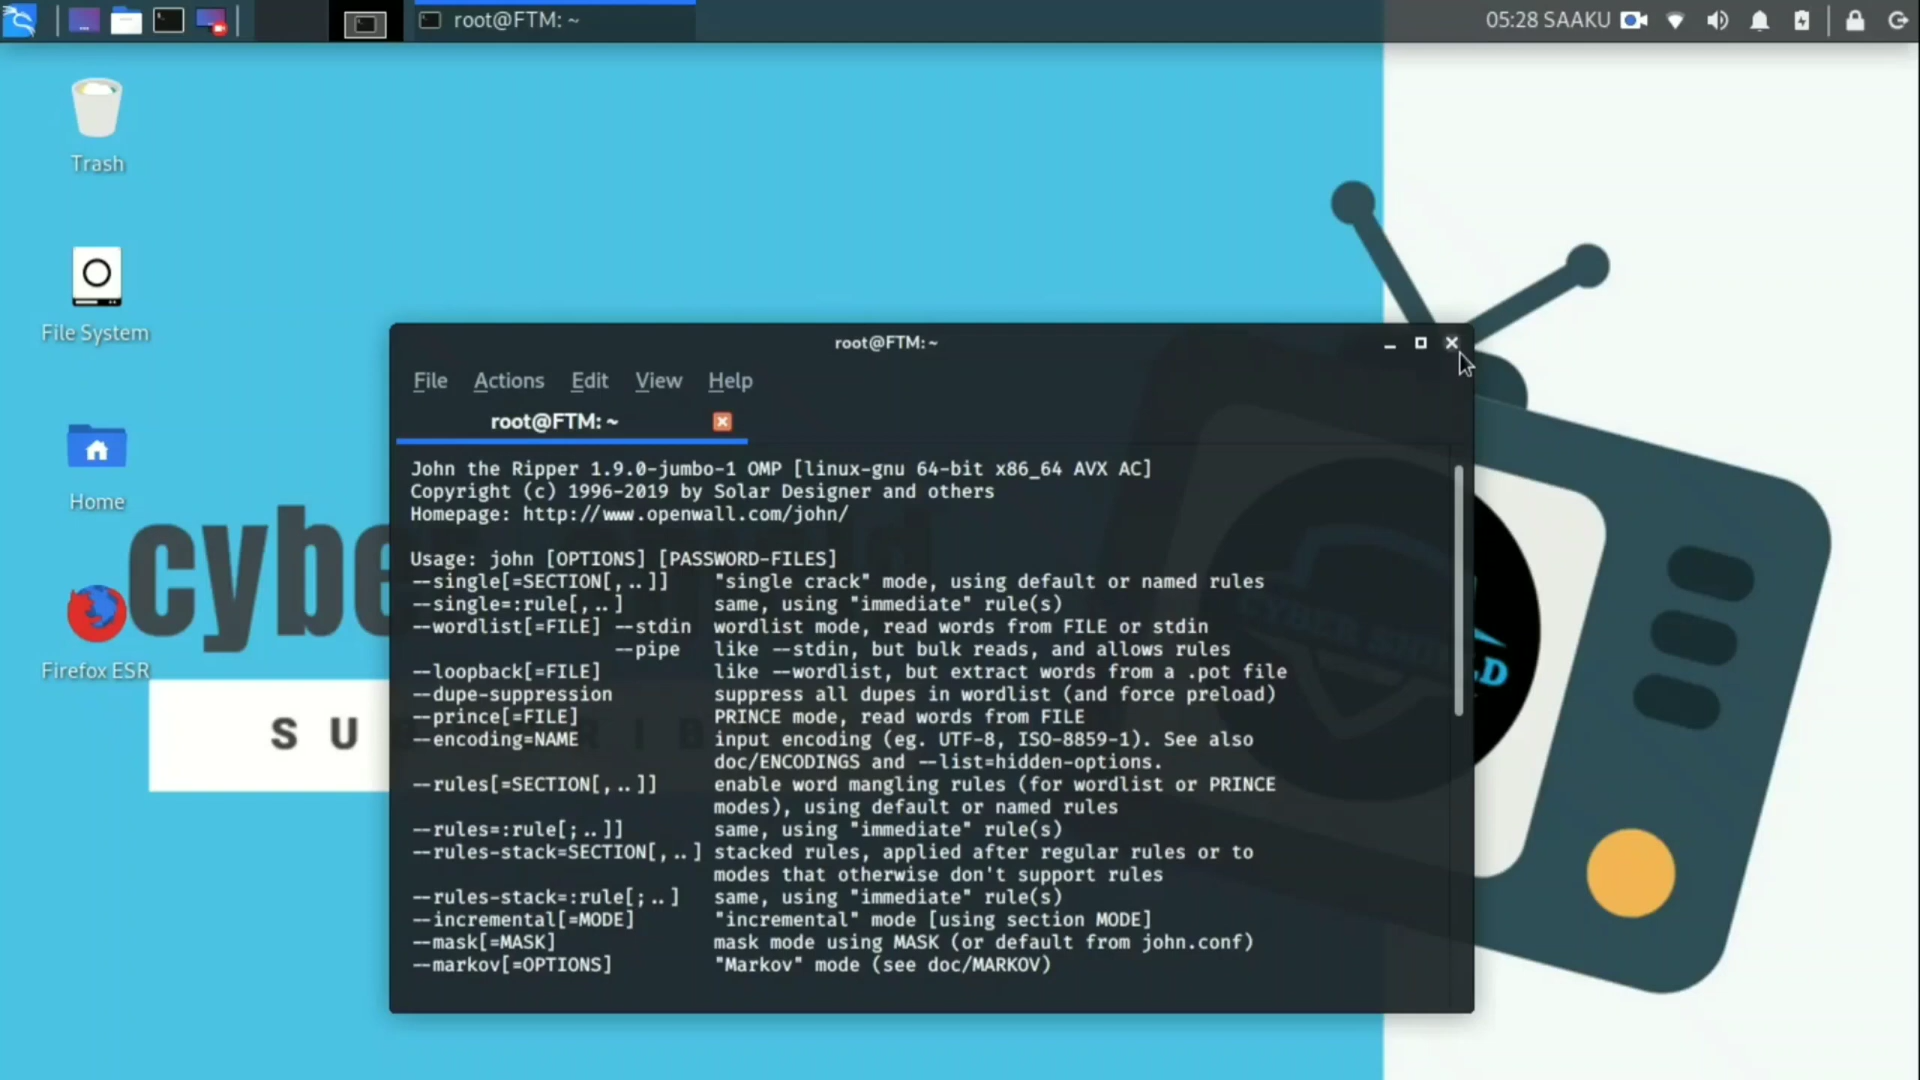 root@FTM: ~
05:28 SAAKU
Trash
File System
Home
Firefox ESR
cybe
SU
root@FTM: ~
File Actions Edit View Help
root@FTM: ~
John the Ripper 1.9.0-jumbo-1 OMP [linux-gnu 64-bit x86_64 AVX AC]
Copyright (c) 1996-2019 by Solar Designer and others
Homepage: http://www.openwall.com/john/
Usage: john [OPTIONS] [PASSWORD-FILES]
--single[=SECTION[,..]] "single crack" mode, using default or named rules
--single=:rule[,..] same, using "immediate" rule(s)
--wordlist[=FILE] --stdin wordlist mode, read words from FILE or stdin
--pipe like --stdin, but bulk reads, and allows rules
--loopback[=FILE] like --wordlist, but extract words from a .pot file
--dupe-suppression suppress all dupes in wordlist (and force preload)
--prince[=FILE] PRINCE mode, read words from FILE
--encoding=NAME input encoding (eg. UTF-8, ISO-8859-1). See also
doc/ENCODINGS and --list=hidden-options.
--rules[=SECTION[,..]] enable word mangling rules (for wordlist or PRINCE
modes), using default or named rules
--rules=:rule[;..]] same, using "immediate" rule(s)
--rules-stack=SECTION[,..] stacked rules, applied after regular rules or to
modes that otherwise don't support rules
--rules-stack=:rule[;..] same, using "immediate" rule(s)
--incremental[=MODE] "incremental" mode [using section MODE]
--mask[=MASK] mask mode using MASK (or default from john.conf)
--markov[=OPTIONS] "Markov" mode (see doc/MARKOV)
CYBER SHIELD